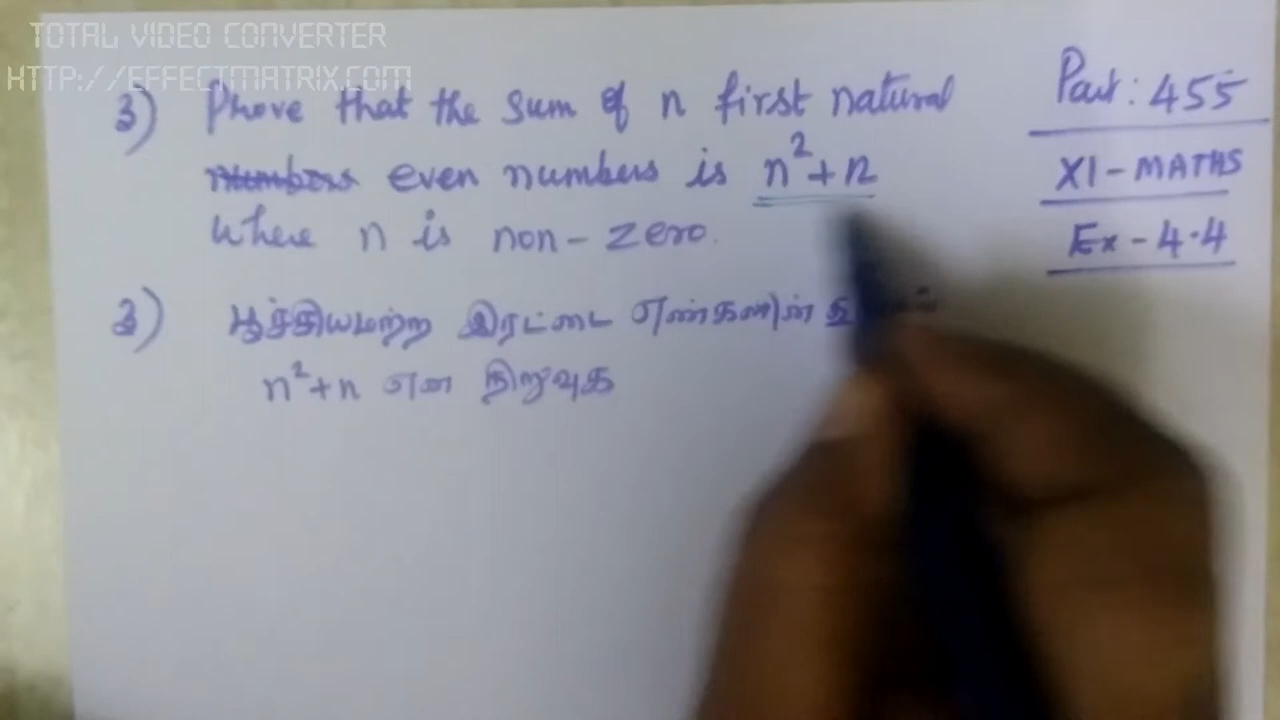 TOTAL VIDEO CONVERTER
HTTP://EFFECTMATRIX.COM
3) Prove that the sum of n first natural
even numbers is n²+n
where n is non-zero.
Part: 455
XI-MATHS
Ex-4.4
3) பூச்சியமற்ற இரட்டை எண்களின்
n²+n என நிறுவுக